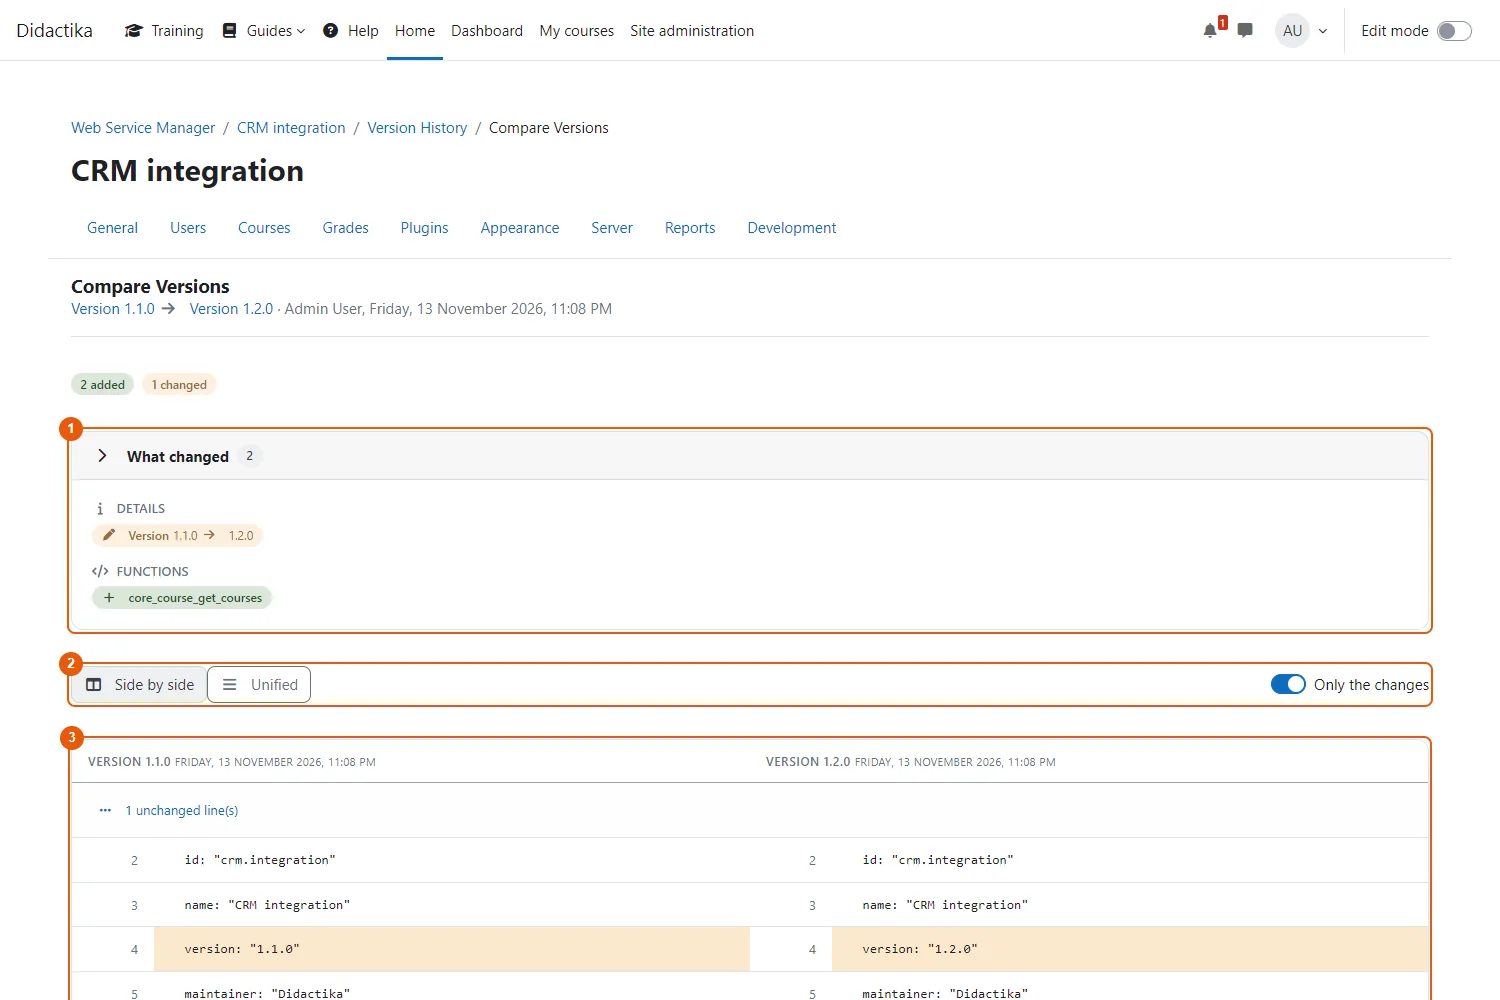 Didactika Training Guides Help Home Dashboard My courses Site administration 1 AU Edit mode
Web Service Manager / CRM integration / Version History / Compare Versions
CRM integration
General Users Courses Grades Plugins Appearance Server Reports Development
Compare Versions
Version 1.1.0 → Version 1.2.0 · Admin User, Friday, 13 November 2026, 11:08 PM
2 added 1 changed
1
What changed 2
DETAILS
Version 1.1.0 → 1.2.0
</> FUNCTIONS
+ core_course_get_courses
2
Side by side Unified Only the changes
3
VERSION 1.1.0 FRIDAY, 13 NOVEMBER 2026, 11:08 PM VERSION 1.2.0 FRIDAY, 13 NOVEMBER 2026, 11:08 PM
··· 1 unchanged line(s)
2 id: "crm.integration" 2 id: "crm.integration"
3 name: "CRM integration" 3 name: "CRM integration"
4 version: "1.1.0" 4 version: "1.2.0"
5 maintainer: "Didactika" 5 maintainer: "Didactika"